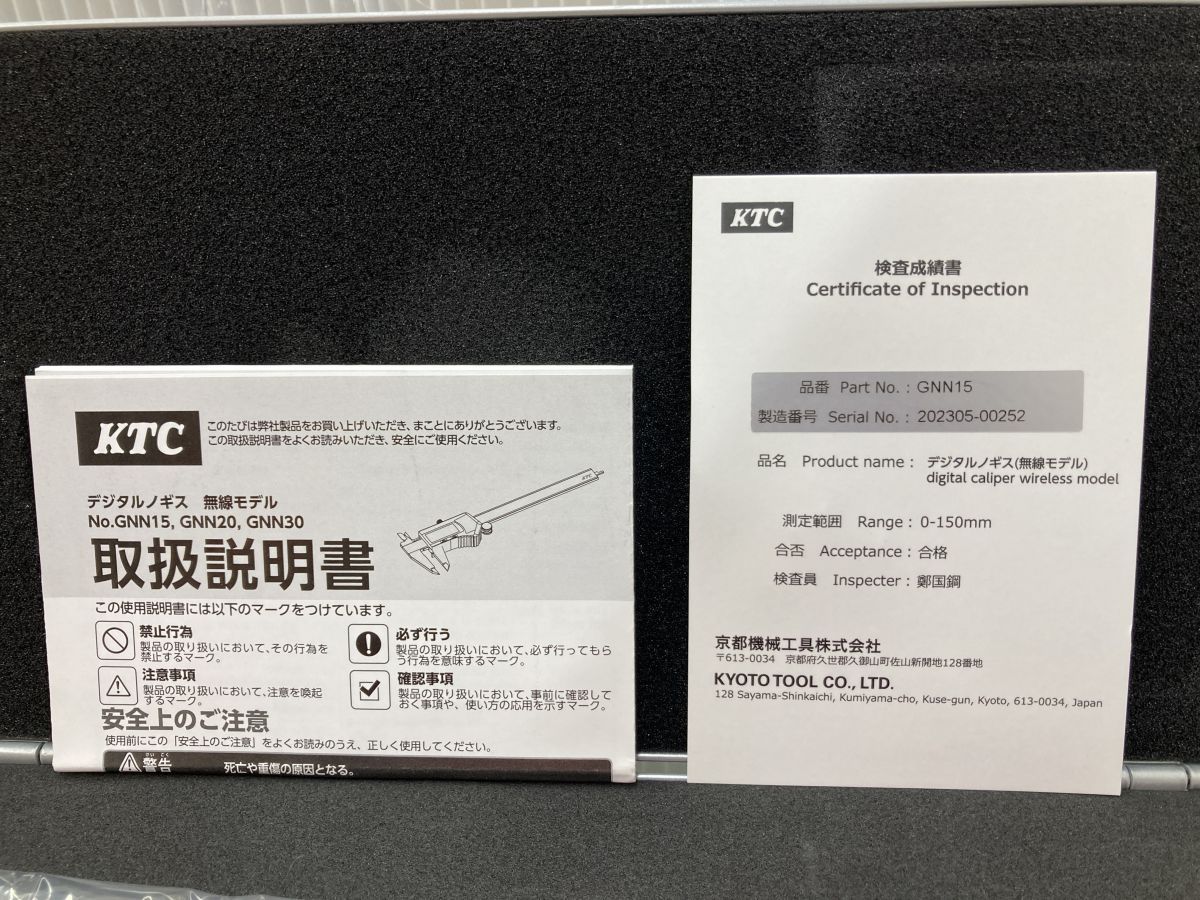 KTC
このたびは弊社製品をお買い上げいただき、まことにありがとうございます。
この取扱説明書をよくお読みいただき、安全にご使用ください。
デジタルノギス 無線モデル
No.GNN15, GNN20, GNN30
取扱説明書
KTC
この使用説明書には以下のマークをつけています。
禁止行為
製品の取り扱いにおいて、その行為を
禁止するマーク。
必ず行う
製品の取り扱いにおいて、必ず行ってもら
う行為を意味するマーク。
注意事項
製品の取り扱いにおいて、注意を喚起
するマーク。
確認事項
製品の取り扱いにおいて、事前に確認して
おく事項や、使い方の応用を示すマーク。
安全上のご注意
使用前にこの「安全上のご注意」をよくお読みのうえ、正しく使用してください。
警告 死亡や重傷の原因となる。
KTC
検査成績書
Certificate of Inspection
品番 Part No. : GNN15
製造番号 Serial No. : 202305-00252
品名 Product name : デジタルノギス(無線モデル)
digital caliper wireless model
測定範囲 Range : 0-150mm
合否 Acceptance : 合格
検査員 Inspecter : 鄭国鋼
京都機械工具株式会社
〒613-0034 京都府久世郡久御山町佐山新開地128番地
KYOTO TOOL CO., LTD.
128 Sayama-Shinkaichi, Kumiyama-cho, Kuse-gun, Kyoto, 613-0034, Japan